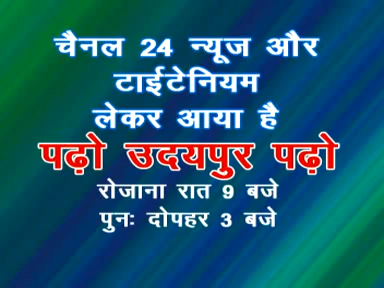 चैनल 24 न्यूज और
टाईटेनियम
लेकर आया है
पढ़ो उदयपुर पढ़ो
रोजाना रात 9 बजे
पुनः दोपहर 3 बजे